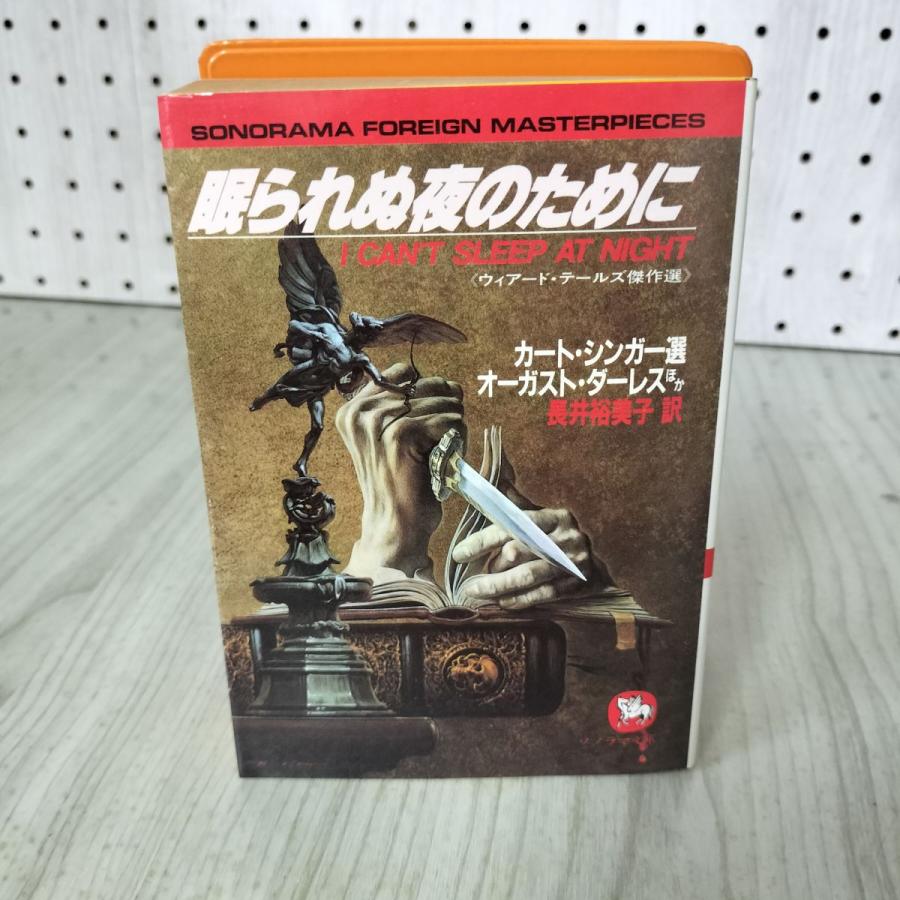 SONORAMA FOREIGN MASTERPIECES
眠られぬ夜のために
I CAN'T SLEEP AT NIGHT
《ウィアード・テールズ傑作選》
カート・シンガー選
オーガスト・ダーレスほか
長井裕美子 訳